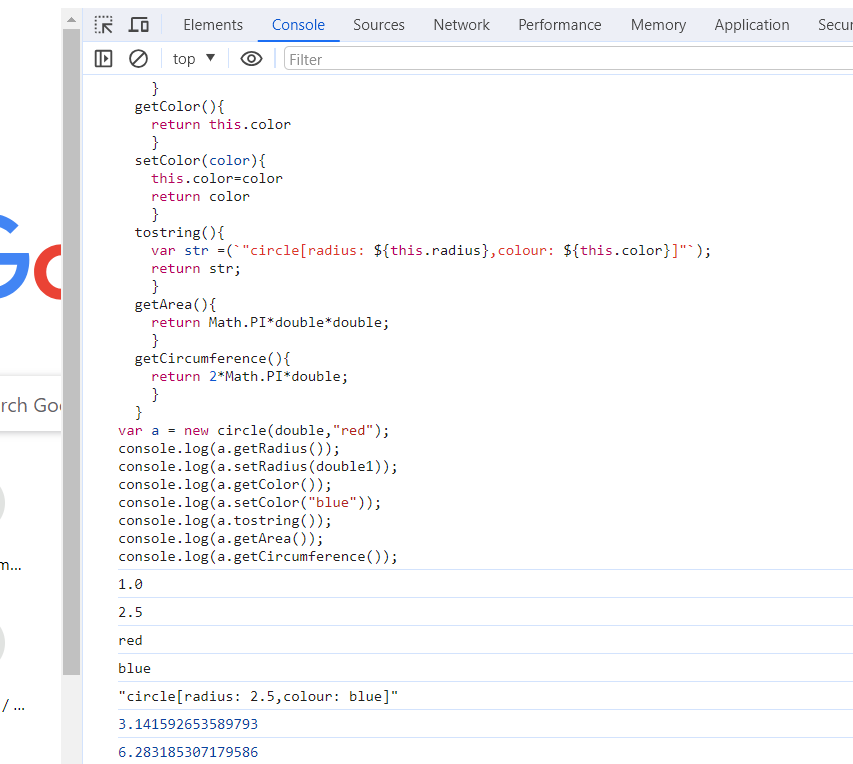 Elements Console Sources Network Performance Memory Application Secur
top ▼ Filter
}
getColor(){
return this.color
}
setColor(color){
this.color=color
return color
}
tostring(){
var str =(`"circle[radius: ${this.radius},colour: ${this.color}]"`);
return str;
}
getArea(){
return Math.PI*double*double;
}
getCircumference(){
return 2*Math.PI*double;
}
}
var a = new circle(double,"red");
console.log(a.getRadius());
console.log(a.setRadius(double1));
console.log(a.getColor());
console.log(a.setColor("blue"));
console.log(a.tostring());
console.log(a.getArea());
console.log(a.getCircumference());
1.0
2.5
red
blue
"circle[radius: 2.5,colour: blue]"
3.141592653589793
6.283185307179586
Go
rch Goo
m...
/ ...